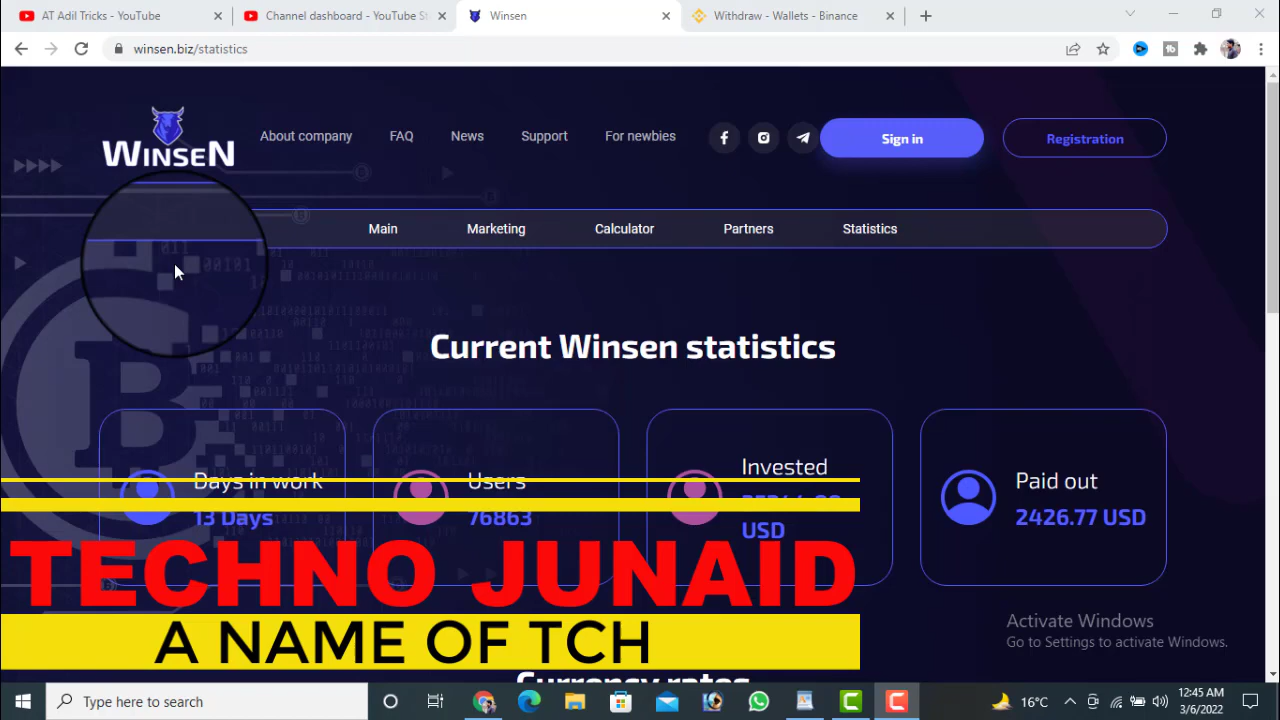 AT Adil Tricks - YouTube
Channel dashboard - YouTube St
Winsen
Withdraw - Wallets - Binance
winsen.biz/statistics
WINSEN
About company
FAQ
News
Support
For newbies
Sign in
Registration
Main
Marketing
Calculator
Partners
Statistics
Current Winsen statistics
Days in work
13 Days
Users
76863
Invested
USD
Paid out
2426.77 USD
TECHNO JUNAID
A NAME OF TCH
Currency rates
Activate Windows
Go to Settings to activate Windows.
Type here to search
16°C
12:45 AM
3/6/2022